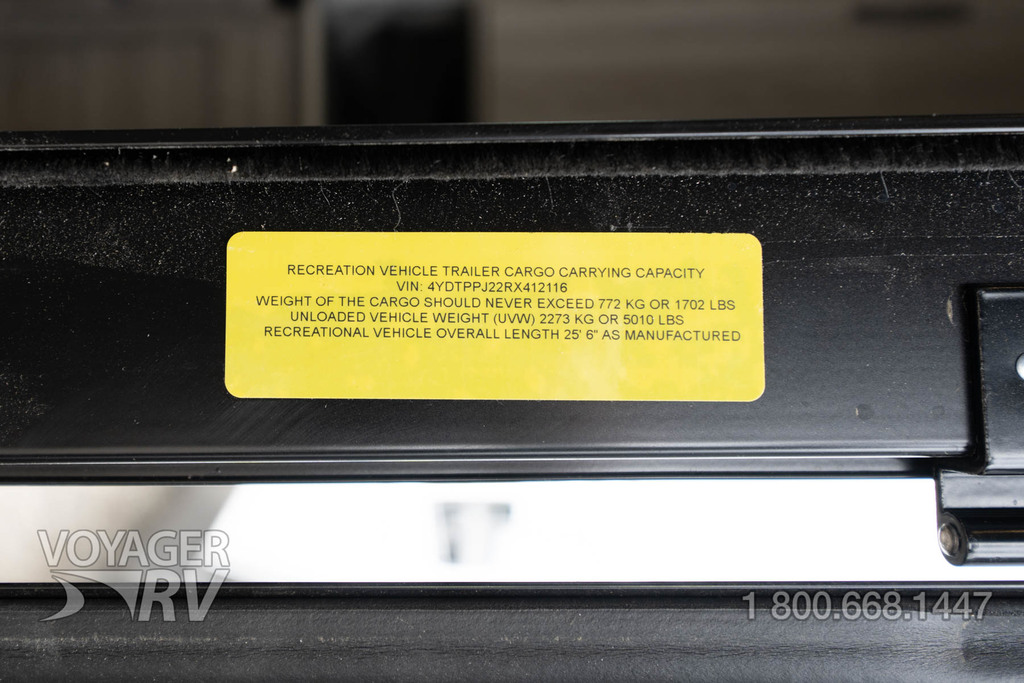 RECREATION VEHICLE TRAILER CARGO CARRYING CAPACITY
VIN: 4YDTPPJ22RX412116
WEIGHT OF THE CARGO SHOULD NEVER EXCEED 772 KG OR 1702 LBS
UNLOADED VEHICLE WEIGHT (UVW) 2273 KG OR 5010 LBS
RECREATIONAL VEHICLE OVERALL LENGTH 25' 6" AS MANUFACTURED
VOYAGER
RV
1 800.668.1447